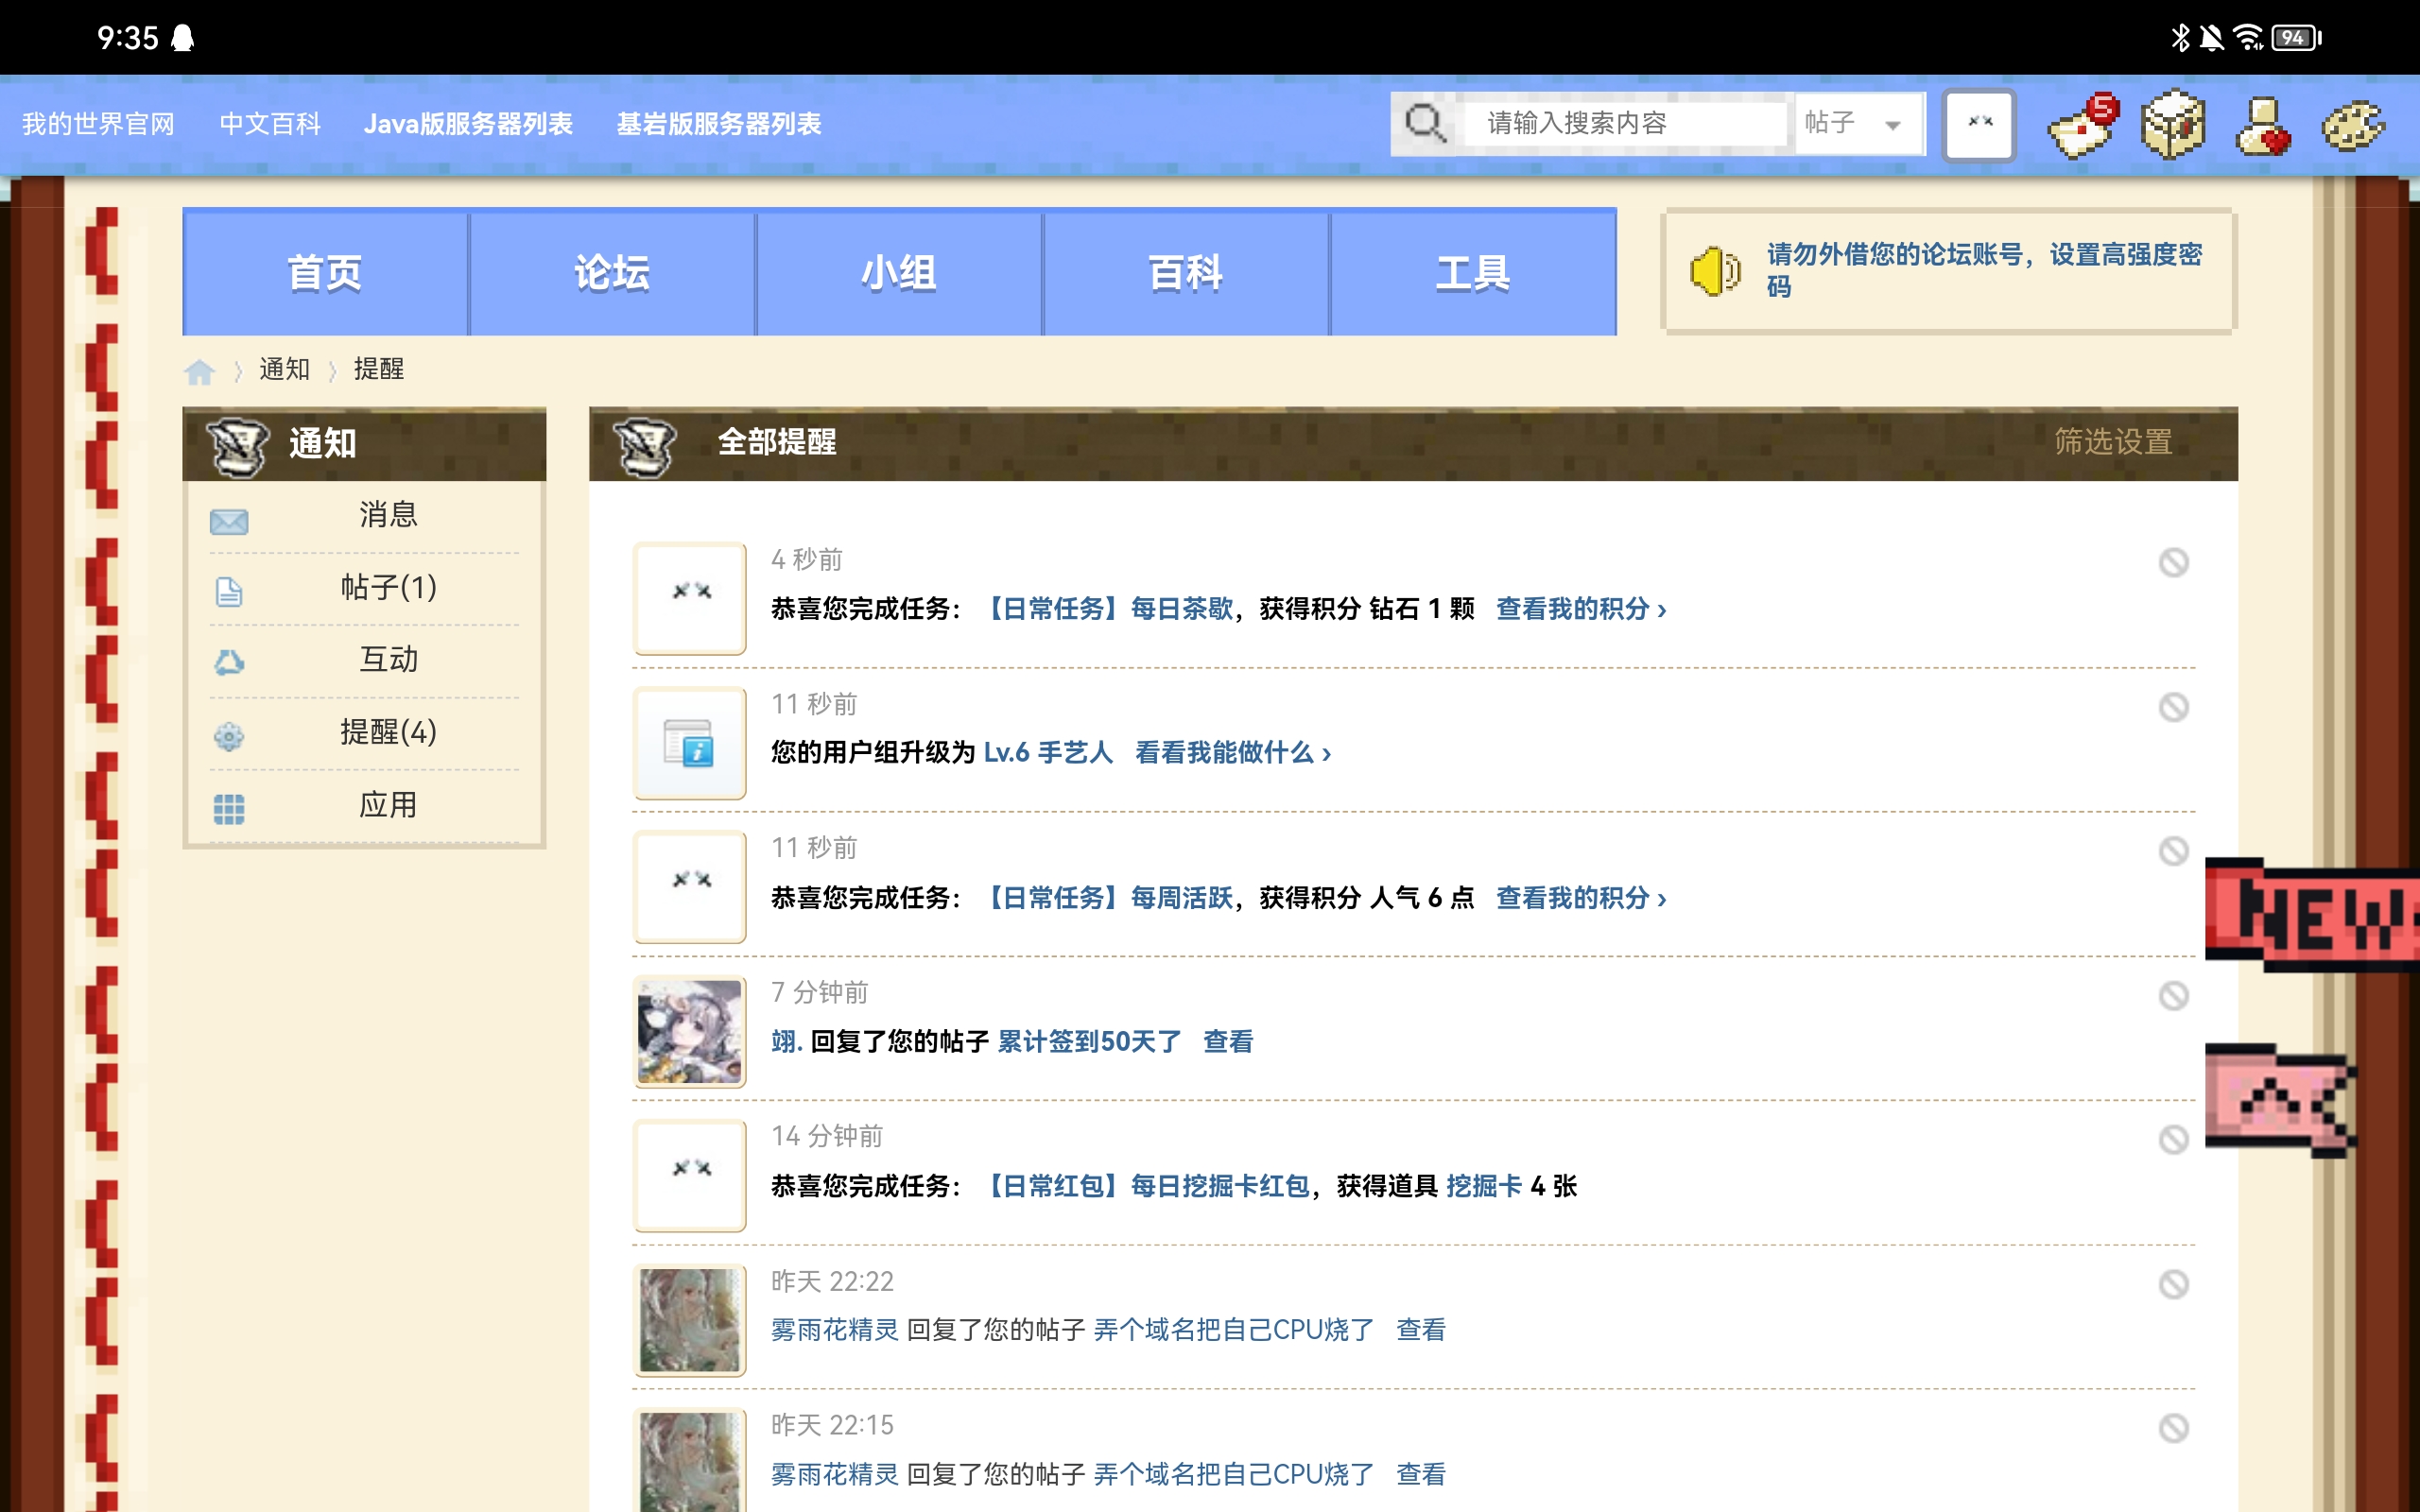 9:35
94
我的世界官网 中文百科 Java版服务器列表 基岩版服务器列表 请输入搜索内容 帖子 5
首页 论坛 小组 百科 工具
请勿外借您的论坛账号，设置高强度密
码
通知 提醒
通知
消息
帖子(1)
互动
提醒(4)
应用
全部提醒 筛选设置
4 秒前
恭喜您完成任务：【日常任务】每日茶歇，获得积分 钻石 1 颗 查看我的积分 ›
11 秒前
您的用户组升级为 Lv.6 手艺人 看看我能做什么 ›
11 秒前
恭喜您完成任务：【日常任务】每周活跃，获得积分 人气 6 点 查看我的积分 ›
7 分钟前
翊. 回复了您的帖子 累计签到50天了 查看
14 分钟前
恭喜您完成任务：【日常红包】每日挖掘卡红包，获得道具 挖掘卡 4 张
昨天 22:22
雾雨花精灵 回复了您的帖子 弄个域名把自己CPU烧了 查看
昨天 22:15
雾雨花精灵 回复了您的帖子 弄个域名把自己CPU烧了 查看
NEW